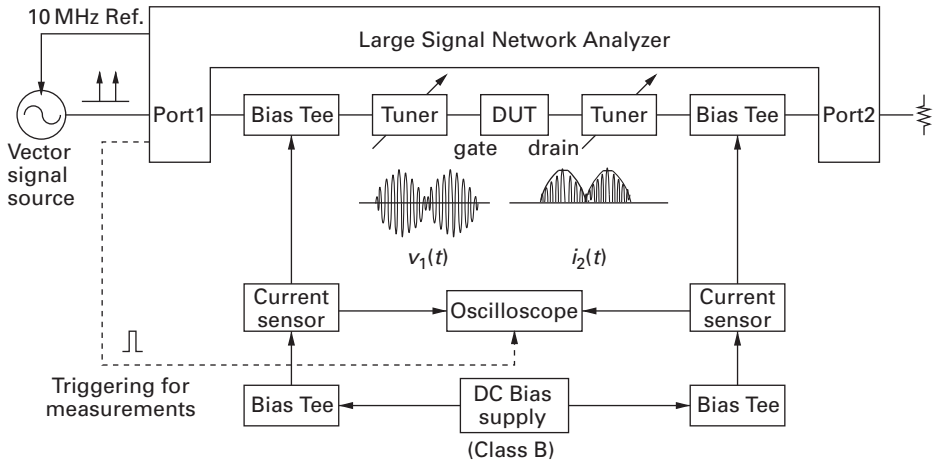 10 MHz Ref.
Large Signal Network Analyzer
Port1
Bias Tee
Tuner
DUT
Tuner
Bias Tee
Port2
gate
drain
Vector
signal
source
v1(t)
i2(t)
Current
sensor
Oscilloscope
Current
sensor
Triggering for
measurements
Bias Tee
DC Bias
supply
Bias Tee
(Class B)